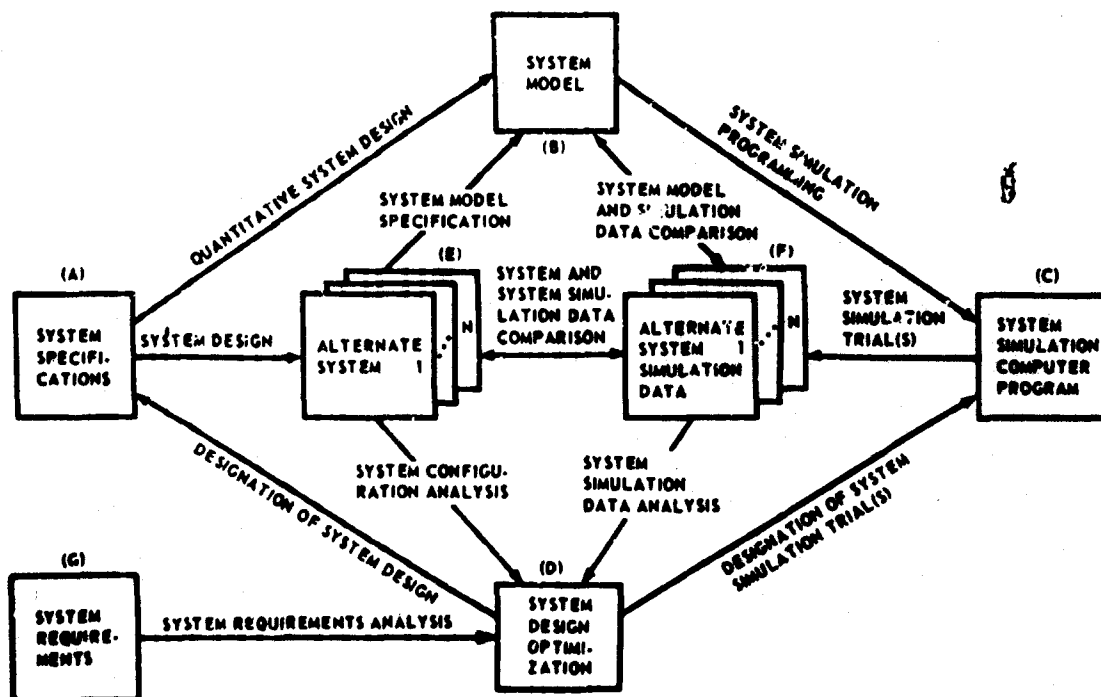 SYSTEM
MODEL
(B)
QUANTITATIVE SYSTEM DESIGN
SYSTEM SIMULATION
PROGRAMING
SYSTEM MODEL
SPECIFICATION
SYSTEM MODEL
AND SIMULATION
DATA COMPARISON
(A)
SYSTEM
SPECIFI-
CATIONS
SYSTEM DESIGN
(E)
N
ALTERNATE
SYSTEM 1
SYSTEM AND
SYSTEM SIMU-
LATION DATA
COMPARISON
(F)
N
ALTERNATE
SYSTEM 1
SIMULATION
DATA
SYSTEM
SIMULATION
TRIAL(S)
(C)
SYSTEM
SIMULATION
COMPUTER
PROGRAM
DESIGNATION OF SYSTEM DESIGN
SYSTEM CONFIGU-
RATION ANALYSIS
SYSTEM
SIMULATION
DATA ANALYSIS
DESIGNATION OF SYSTEM
SIMULATION TRIAL(S)
(G)
SYSTEM
REQUIRE-
MENTS
SYSTEM REQUIREMENTS ANALYSIS
(D)
SYSTEM
DESIGN
OPTIMI-
ZATION